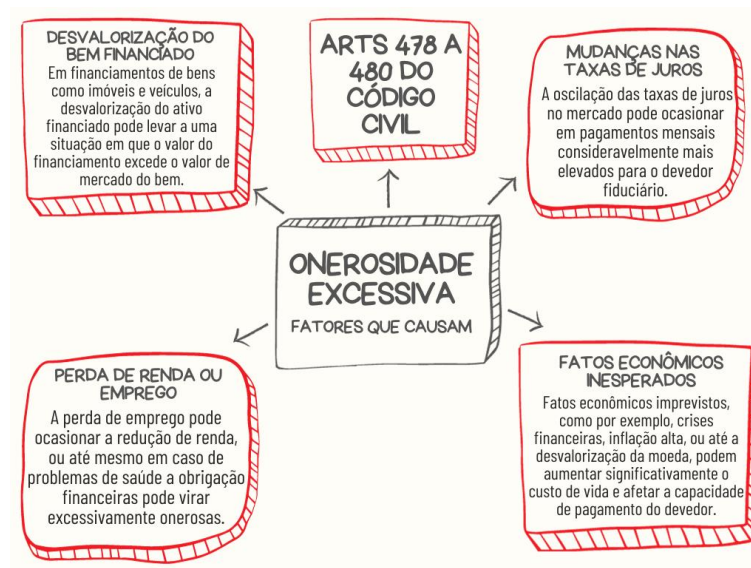 DESVALORIZAÇÃO DO
BEM FINANCIADO
Em financiamentos de bens
como imóveis e veículos, a
desvalorização do ativo
financiado pode levar a uma
situação em que o valor do
financiamento excede o valor de
mercado do bem.
ARTS 478 A
480 DO
CÓDIGO
CIVIL
MUDANÇAS NAS
TAXAS DE JUROS
A oscilação das taxas de juros
no mercado pode ocasionar
em pagamentos mensais
consideravelmente mais
elevados para o devedor
fiduciário.
ONEROSIDADE
EXCESSIVA
FATORES QUE CAUSAM
PERDA DE RENDA OU
EMPREGO
A perda de emprego pode
ocasionar a redução de renda,
ou até mesmo em caso de
problemas de saúde a obrigação
financeiras pode virar
excessivamente onerosas.
FATOS ECONÔMICOS
INESPERADOS
Fatos econômicos imprevistos,
como por exemplo, crises
financeiras, inflação alta, ou até a
desvalorização da moeda, podem
aumentar significativamente o
custo de vida e afetar a capacidade
de pagamento do devedor.